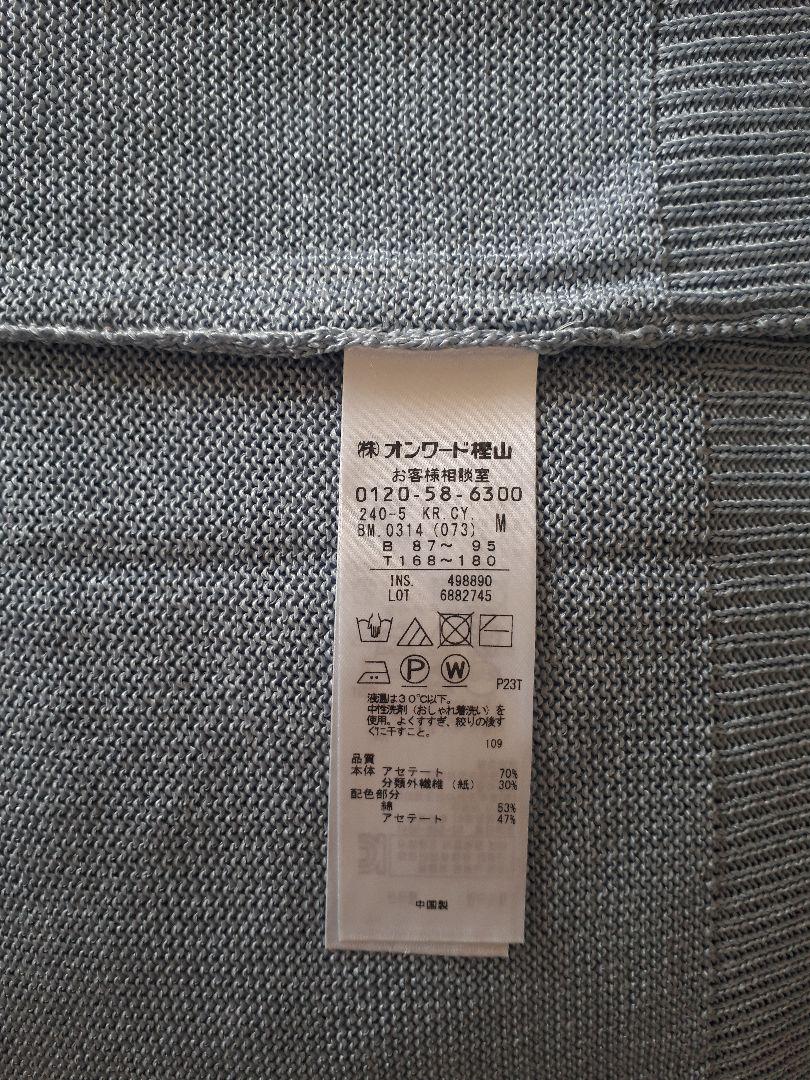 (株)オンワード樫山
お客様相談室
0120-58-6300
240-5 KR.CY.
BM.0314(073) M
B 87～ 95
T168～180
INS. 498890
LOT 6882745
P W
P23T
液温は30℃以下。
中性洗剤（おしゃれ着洗い）を
使用。よくすすぎ、絞りの後す
ぐに干すこと。
109
品質
本体 アセテート 70%
分類外繊維（紙） 30%
配色部分
綿 53%
アセテート 47%
中国製